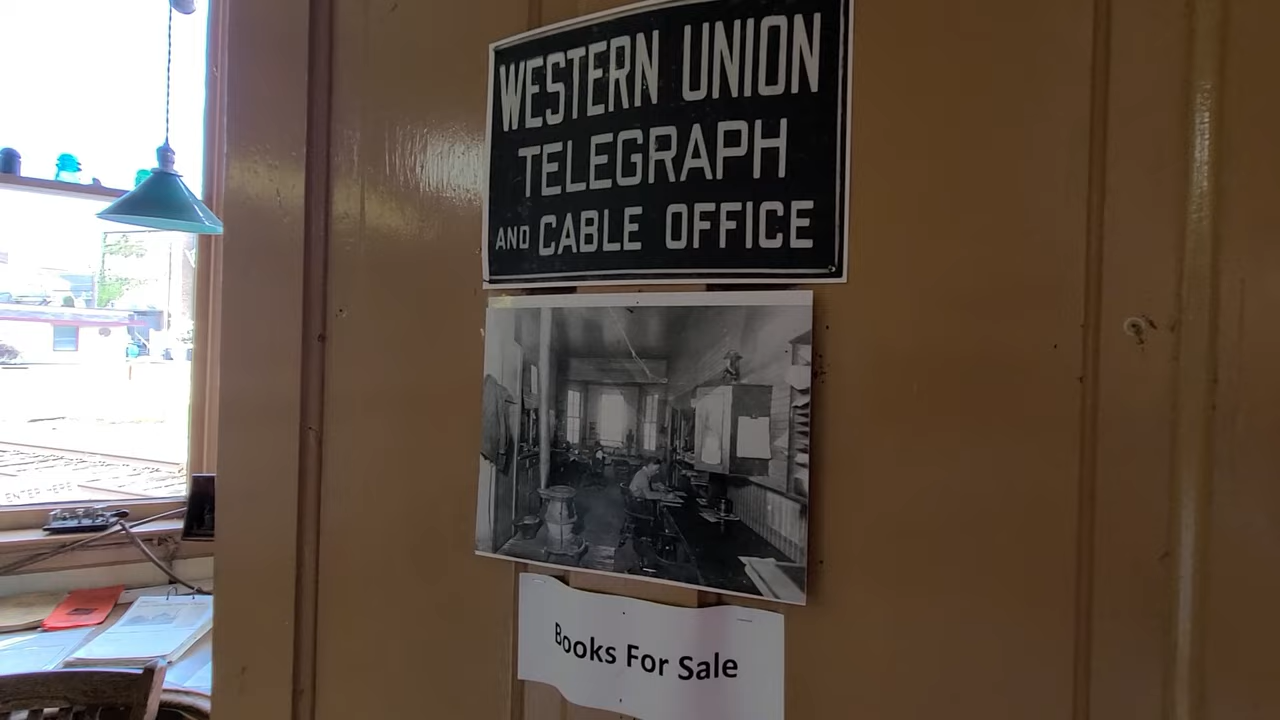 WESTERN UNION
TELEGRAPH
AND CABLE OFFICE
Books For Sale